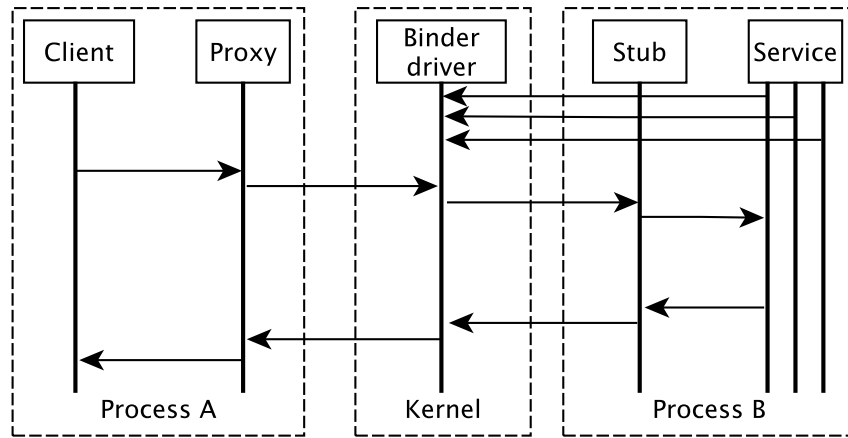 Client
Proxy
Binder
driver
Stub
Service
Process A
Kernel
Process B